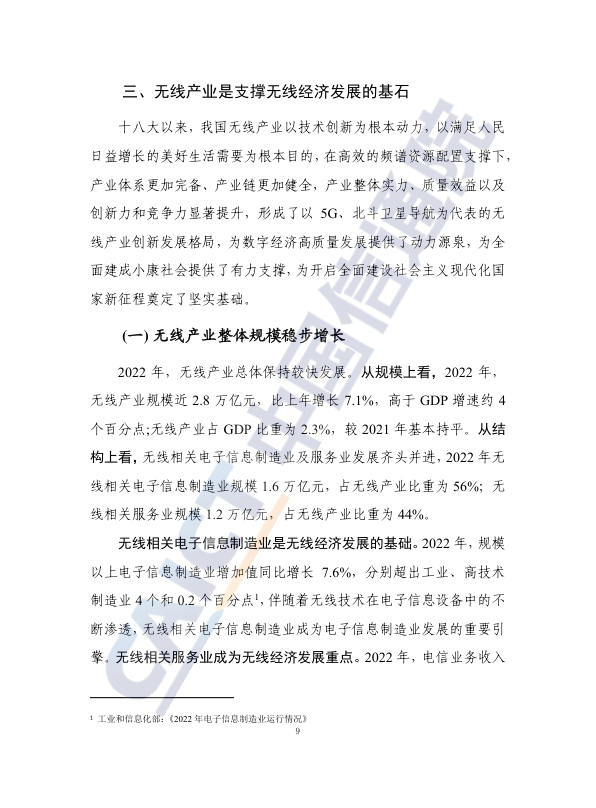 三、无线产业是支撑无线经济发展的基石
十八大以来，我国无线产业以技术创新为根本动力，以满足人民
日益增长的美好生活需要为根本目的，在高效的频谱资源配置支撑下，
产业体系更加完备、产业链更加健全，产业整体实力、质量效益以及
创新力和竞争力显著提升，形成了以 5G、北斗卫星导航为代表的无
线产业创新发展格局，为数字经济高质量发展提供了动力源泉，为全
面建成小康社会提供了有力支撑，为开启全面建设社会主义现代化国
家新征程奠定了坚实基础。
(一) 无线产业整体规模稳步增长
2022 年，无线产业总体保持较快发展。从规模上看，2022 年，
无线产业规模近 2.8 万亿元，比上年增长 7.1%，高于 GDP 增速约 4
个百分点;无线产业占 GDP 比重为 2.3%，较 2021 年基本持平。从结
构上看，无线相关电子信息制造业及服务业发展齐头并进，2022 年无
线相关电子信息制造业规模 1.6 万亿元，占无线产业比重为 56%；无
线相关服务业规模 1.2 万亿元，占无线产业比重为 44%。
无线相关电子信息制造业是无线经济发展的基础。2022 年，规模
以上电子信息制造业增加值同比增长 7.6%，分别超出工业、高技术
制造业 4 个和 0.2 个百分点1，伴随着无线技术在电子信息设备中的不
断渗透，无线相关电子信息制造业成为电子信息制造业发展的重要引
擎。无线相关服务业成为无线经济发展重点。2022 年，电信业务收入
1 工业和信息化部：《2022 年电子信息制造业运行情况》
9
CAICT 中国信通院